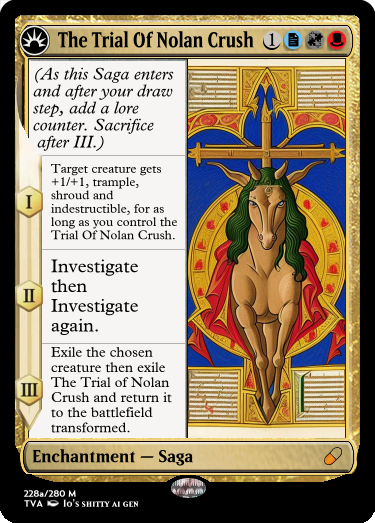 The Trial Of Nolan Crush 1
(As this Saga enters
and after your draw
step, add a lore
counter. Sacrifice
after III.)
I
Target creature gets
+1/+1, trample,
shroud and
indestructible, for as
long as you control the
Trial Of Nolan Crush.
II
Investigate
then
Investigate
again.
III
Exile the chosen
creature then exile
The Trial of Nolan
Crush and return it
to the battlefield
transformed.
Enchantment — Saga
228a/280 M
TVA Io's shitty ai gen